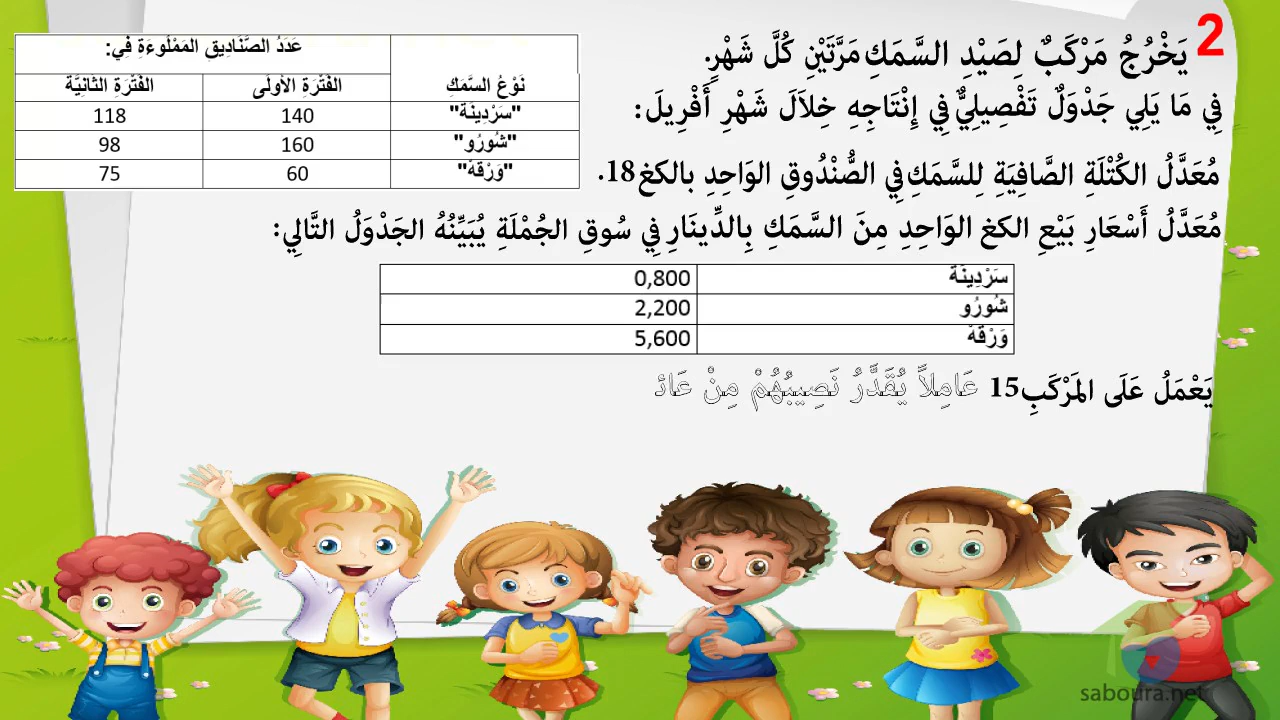 2
يَخْرُجُ مَرْكَبٌ لِصَيْدِ السَّمَكِ مَرَّتَيْنِ كُلَّ شَهْرٍ.
فِي مَا يَلِي جَدْوَلٌ تَفْصِيلِيٌّ فِي إِنْتَاجِهِ خِلاَلَ شَهْرِ أَفْرِيلَ:
عَدَدُ الصَّنَادِيقِ المَمْلُوءَةِ فِي:
نَوْعُ السَّمَكِ الفَتْرَةِ الأُولَى الفَتْرَةِ الثَّانِيَّة
"سَرْدِينَة" 140 118
"شُورُو" 160 98
"وَرْقَهْ" 60 75
مُعَدَّلُ الكُتْلَةِ الصَّافِيَةِ لِلسَّمَكِ فِي الصُّنْدُوقِ الوَاحِدِ بالكغ 18.
مُعَدَّلُ أَسْعَارِ بَيْعِ الكغ الوَاحِدِ مِنَ السَّمَكِ بِالدِّينَارِ فِي سُوقِ الجُمْلَةِ يُبَيِّنُهُ الجَدْوَلُ التَّالِي:
سَرْدِينَة 0,800
شُورُو 2,200
وَرْقَهْ 5,600
يَعْمَلُ عَلَى المَرْكَبِ 15 عَامِلاً يُقَدَّرُ نَصِيبُهُمْ مِنْ عَائد
saboura.net